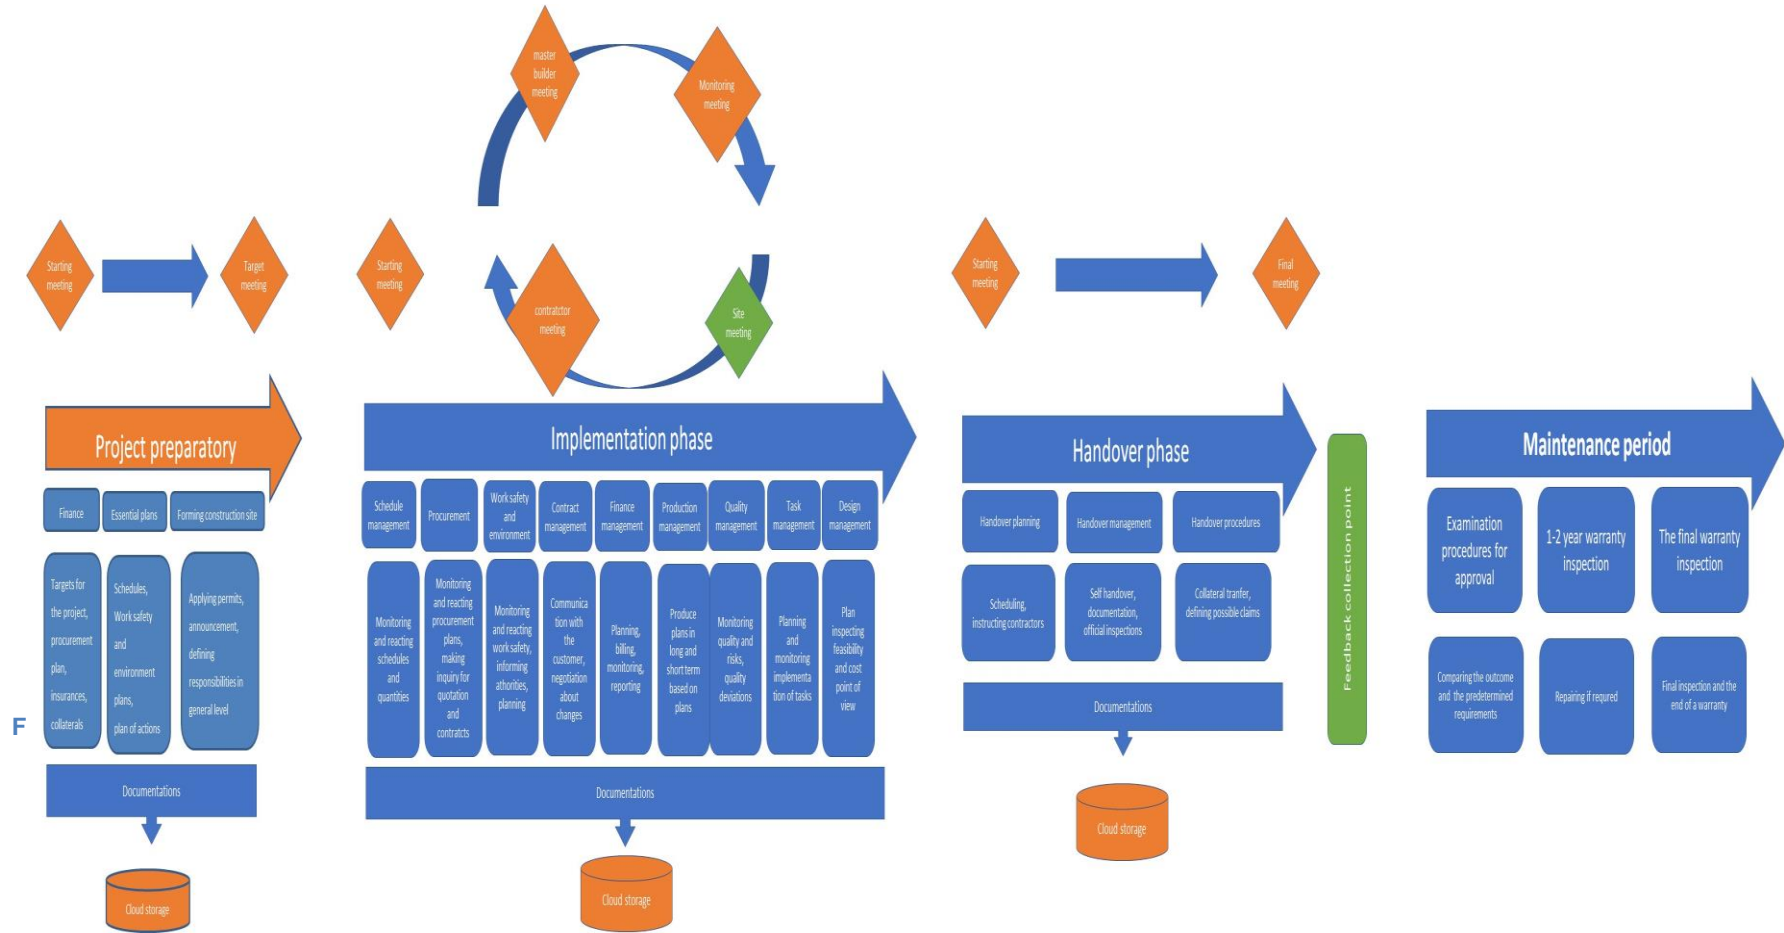 master
builder
meeting
Monitoring
meeting
Starting
meeting
Target
meeting
Starting
meeting
contratctor
meeting
Site
meeting
Starting
meeting
Final
meeting
Project preparatory
Implementation phase
Handover phase
Maintenance period
Finance
Essential plans
Forming construction site
Targets for
the project,
procurement
plan,
insurances,
collaterals
Schedules,
Work safety
and
environment
plans,
plan of actions
Applying permits,
announcement,
defining
responsibilities in
general level
F
Documentations
Cloud storage
Schedule
management
Procurement
Work safety
and
environment
Contract
management
Finance
management
Production
management
Quality
management
Task
management
Design
management
Monitoring
and reacting
schedules
and
quantities
Monitoring
and reacting
procurement
plans,
making
inquiry for
quotation
and
contratcts
Monitoring
and reacting
work safety,
informing
athorities,
planning
Communica
tion with
the
customer,
negotiation
about
changes
Planning,
billing,
monitoring,
reporting
Produce
plans in
long and
short term
based on
plans
Monitoring
quality and
risks,
quality
deviations
Planning
and
monitoring
implementa
tion of tasks
Plan
inspecting
feasibility
and cost
point of
view
Documentations
Cloud storage
Handover planning
Handover management
Handover procedures
Scheduling,
instructing contractors
Self handover,
documentation,
official inspections
Collateral tranfer,
defining possible claims
Documentations
Cloud storage
Feedback collection point
Examination
procedures for
approval
1-2 year warranty
inspection
The final warranty
inspection
Comparing the outcome
and the predetermined
requirements
Repairing if requred
Final inspection and the
end of a warranty